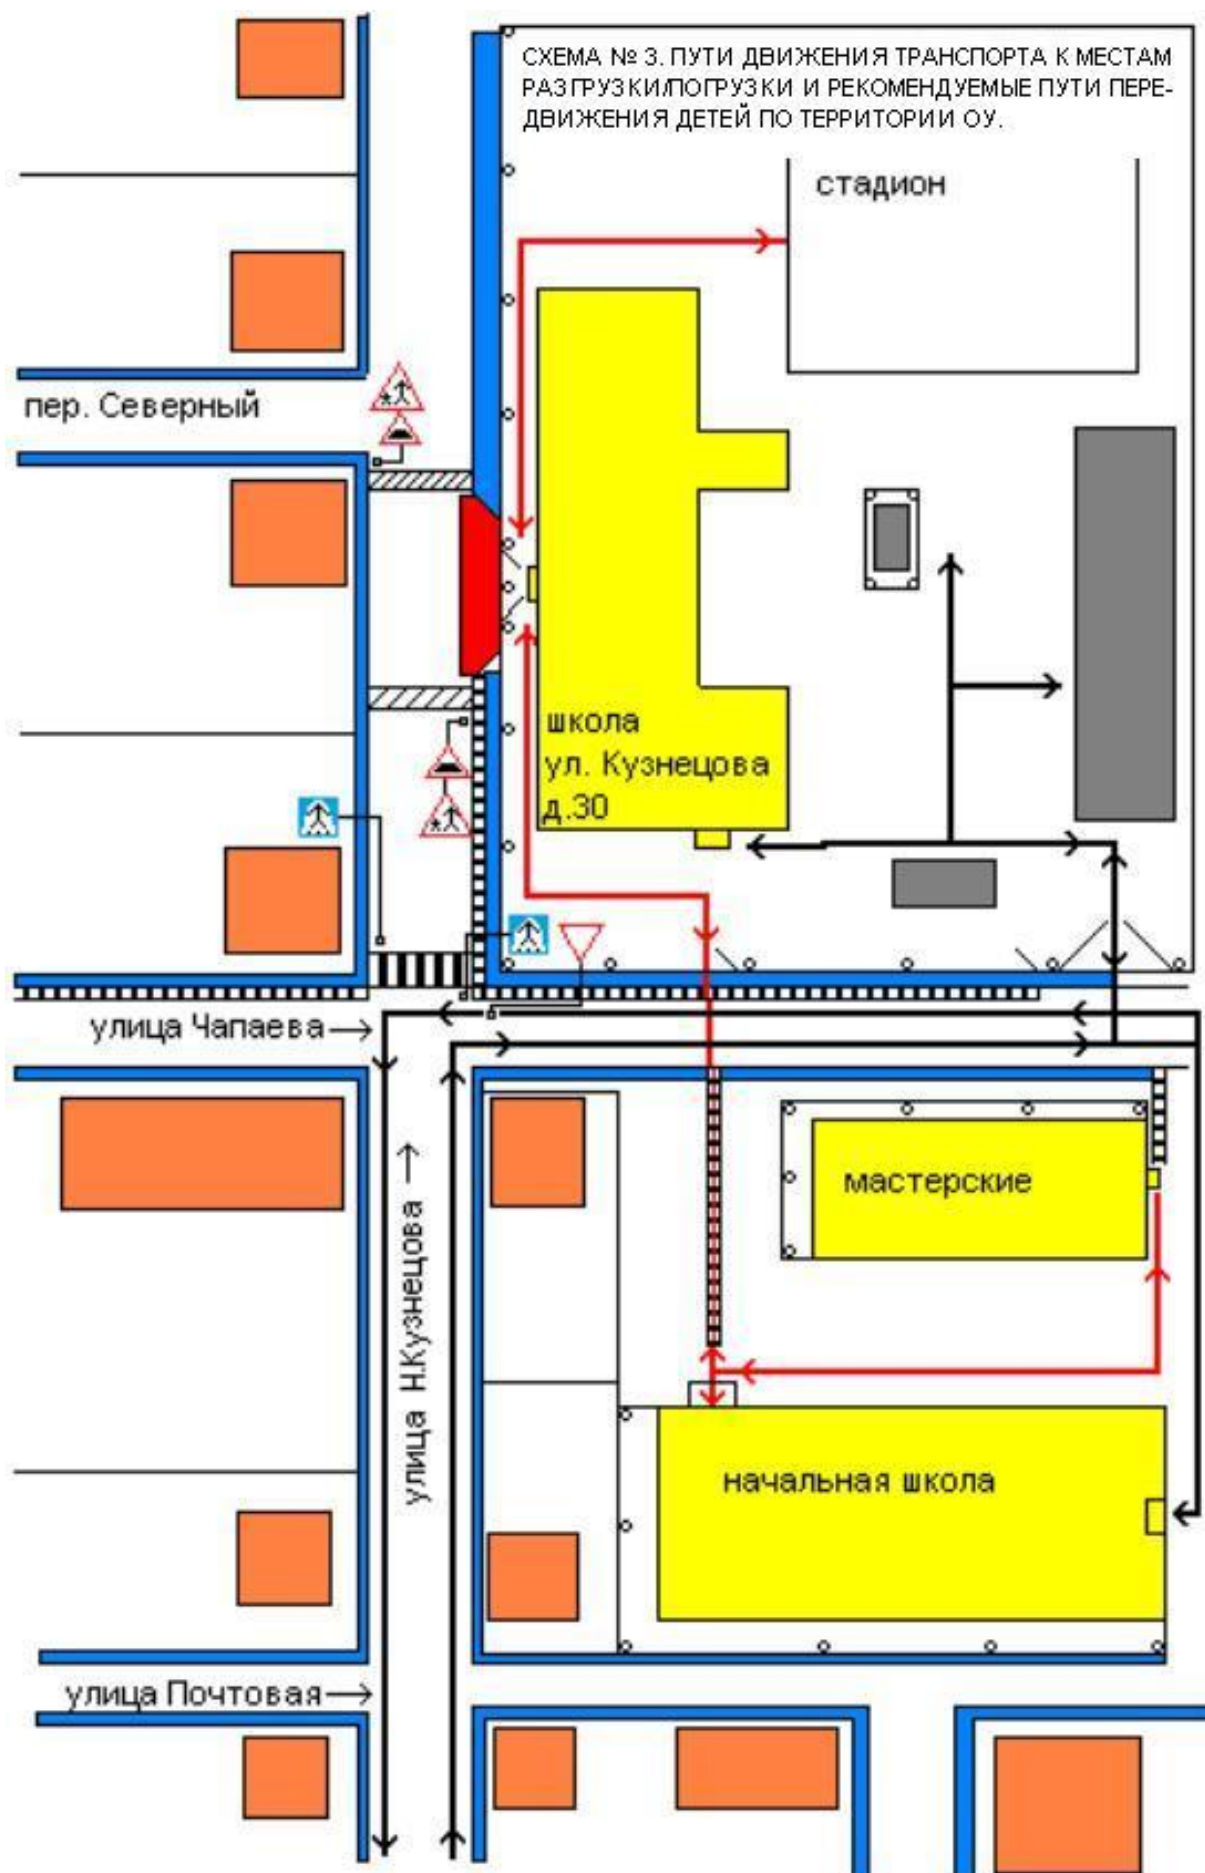 СХЕМА № 3. ПУТИ ДВИЖЕНИЯ ТРАНСПОРТА К МЕСТАМ
РАЗГРУЗКИ/ПОГРУЗКИ И РЕКОМЕНДУЕМЫЕ ПУТИ ПЕРЕ-
ДВИЖЕНИЯ ДЕТЕЙ ПО ТЕРРИТОРИИ ОУ.
стадион
пер. Северный
школа
ул. Кузнецова
д.30
улица Чапаева
мастерские
улица Н.Кузнецова
начальная школа
улица Почтовая